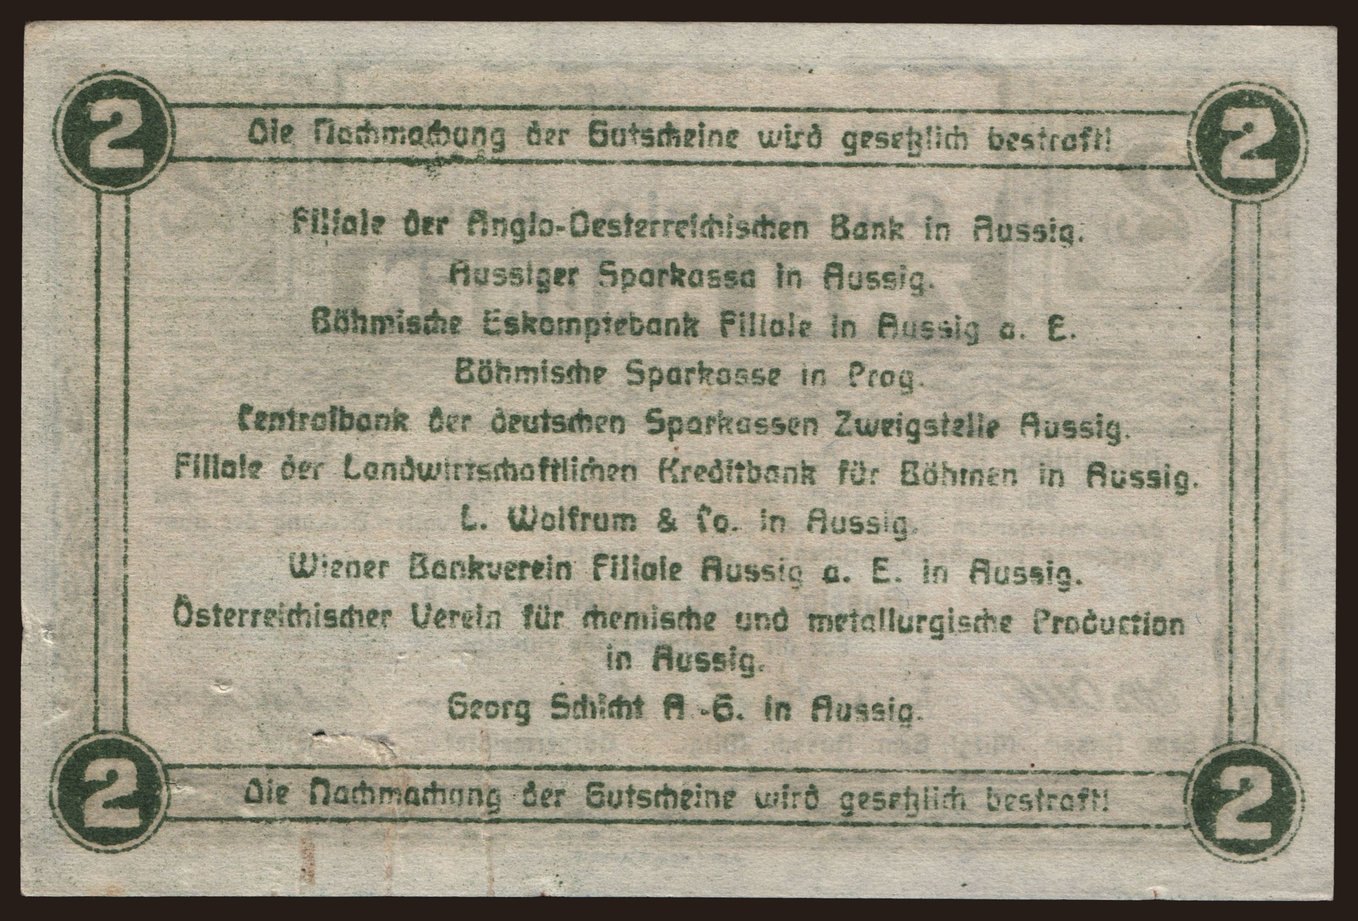 2 Die Nachmachung der Gutscheine wird gesetzlich bestraft! 2
Filiale der Anglo-Oesterreichischen Bank in Aussig.
Aussiger Sparkassa in Aussig.
Böhmische Eskomptebank Filiale in Aussig a. E.
Böhmische Sparkasse in Prag.
Centralbank der deutschen Sparkassen Zweigstelle Aussig.
Filiale der Landwirtschaftlichen Kreditbank für Böhmen in Aussig.
L. Wolfrum & Co. in Aussig.
Wiener Bankverein Filiale Aussig a. E. in Aussig.
Österreichischer Verein für chemische und metallurgische Production
in Aussig.
Georg Schicht A.-G. in Aussig.
2 Die Nachmachung der Gutscheine wird gesetzlich bestraft! 2